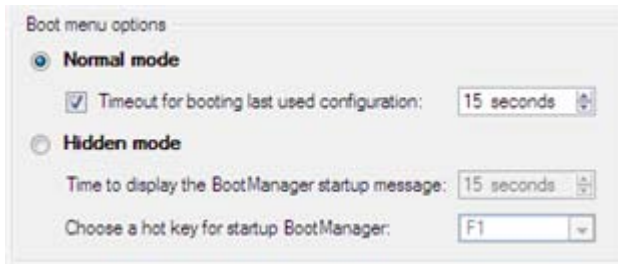 Boot menu options
Normal mode
Timeout for booting last used configuration: 15 seconds
Hidden mode
Time to display the BootManager startup message: 15 seconds
Choose a hot key for startup BootManager: F1